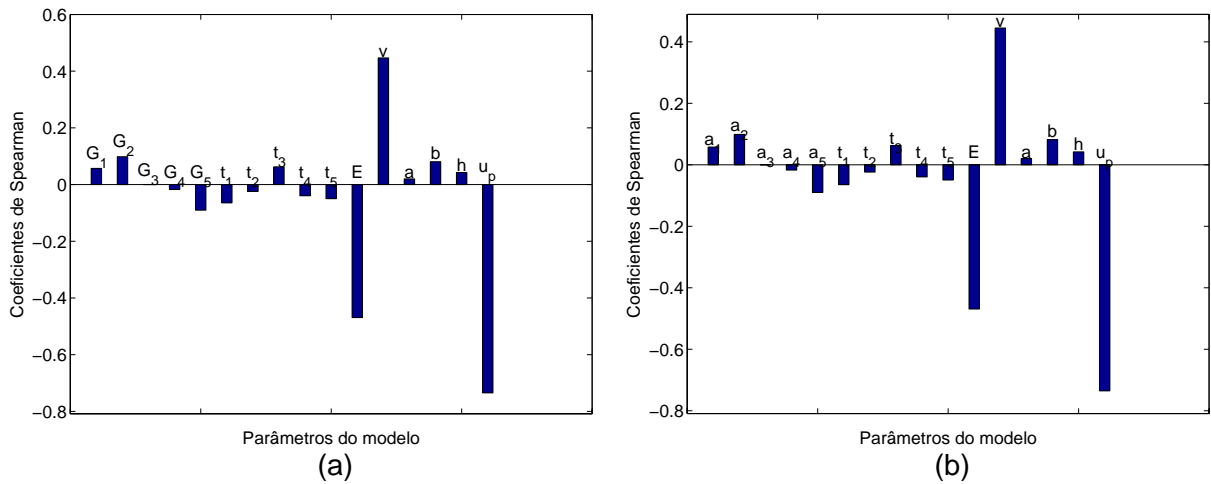 0.6
0.4
0.2
0
−0.2
−0.4
−0.6
−0.8
Coeficientes de Spearman
G1 G2 G3 G4 G5 t1 t2 t3 t4 t5 E v a b h up
Parâmetros do modelo
(a)
0.4
0.2
0
−0.2
−0.4
−0.6
−0.8
Coeficientes de Spearman
a1 a2 a3 a4 a5 t1 t2 t3 t4 t5 E v a b h up
Parâmetros do modelo
(b)